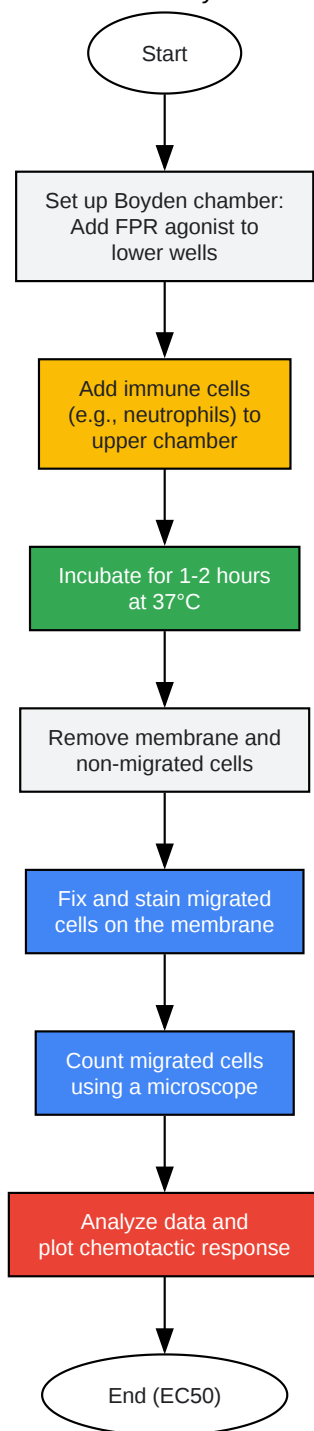 Start
Set up Boyden chamber:
Add FPR agonist to
lower wells
Add immune cells
(e.g., neutrophils) to
upper chamber
Incubate for 1-2 hours
at 37°C
Remove membrane and
non-migrated cells
Fix and stain migrated
cells on the membrane
Count migrated cells
using a microscope
Analyze data and
plot chemotactic response
End (EC50)